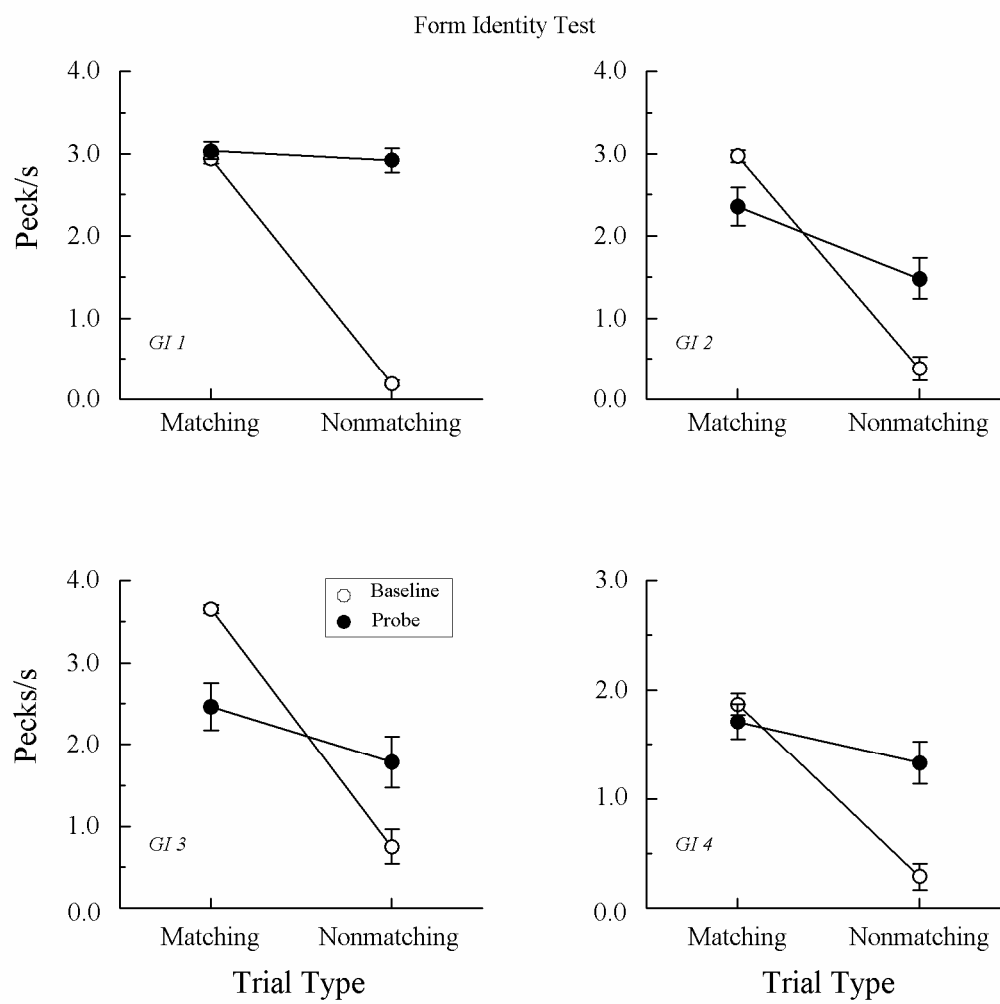 Form Identity Test
Peck/s
4.0
3.0
2.0
1.0
0.0
GI 1
Matching Nonmatching
4.0
3.0
2.0
1.0
0.0
GI 2
Matching Nonmatching
Pecks/s
4.0
3.0
2.0
1.0
0.0
Baseline
Probe
GI 3
Matching Nonmatching
Trial Type
3.0
2.0
1.0
0.0
GI 4
Matching Nonmatching
Trial Type